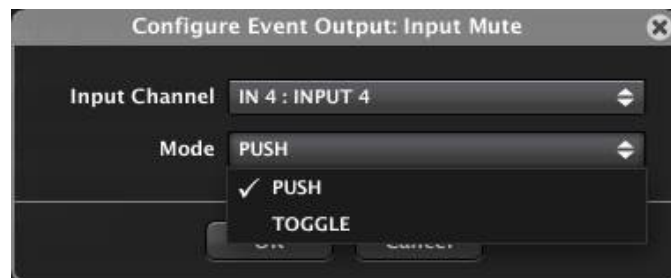 Configure Event Output: Input Mute
Input Channel IN 4 : INPUT 4
Mode PUSH
✓ PUSH
TOGGLE